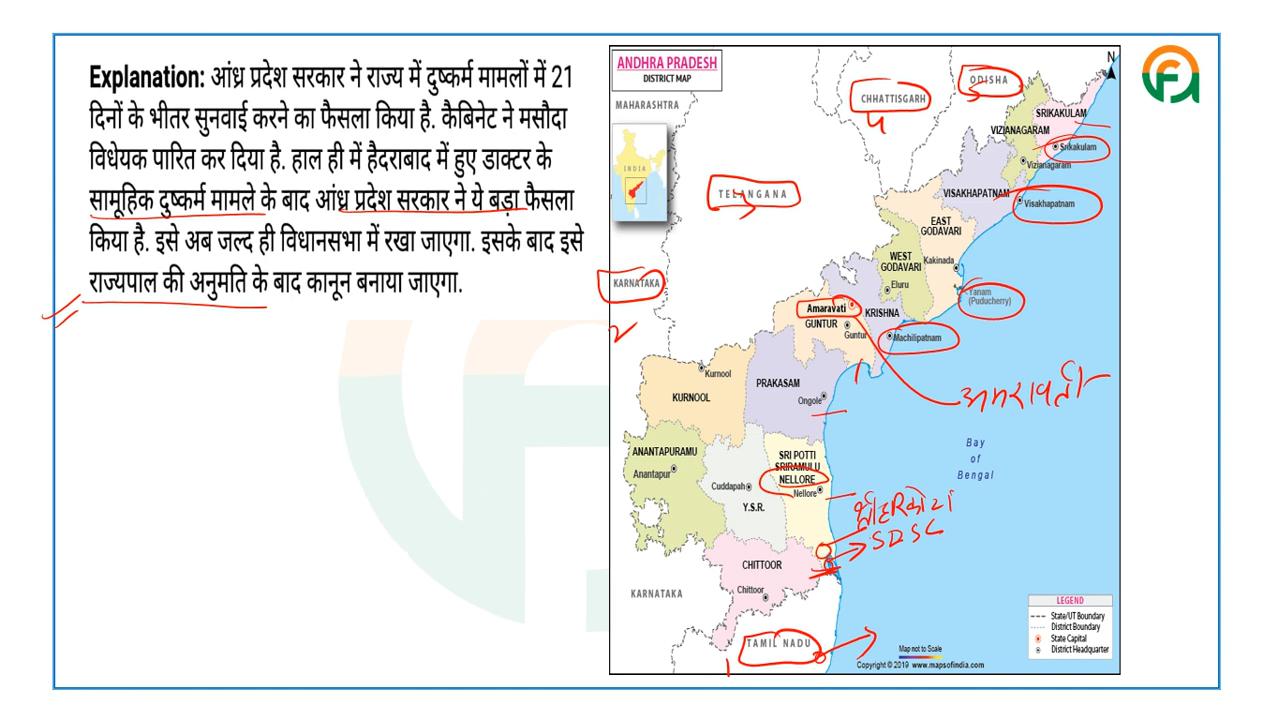 Explanation: आंध्र प्रदेश सरकार ने राज्य में दुष्कर्म मामलों में 21
दिनों के भीतर सुनवाई करने का फैसला किया है. कैबिनेट ने मसौदा
विधेयक पारित कर दिया है. हाल ही में हैदराबाद में हुए डाक्टर के
सामूहिक दुष्कर्म मामले के बाद आंध्र प्रदेश सरकार ने ये बड़ा फैसला
किया है. इसे अब जल्द ही विधानसभा में रखा जाएगा. इसके बाद इसे
राज्यपाल की अनुमति के बाद कानून बनाया जाएगा.
ANDHRA PRADESH
DISTRICT MAP
N
MAHARASHTRA
CHHATTISGARH
ODISHA
4
5
INDIA
SRIKAKULAM
VIZIANAGARAM
Srikakulam
Vizianagaram
TELANGANA
VISAKHAPATNAM
Visakhapatnam
EAST
GODAVARI
WEST
GODAVARI
Kakinada
KARNATAKA
2
Eluru
Yanam
(Puducherry)
Amaravati
KRISHNA
GUNTUR
Guntur
Machilipatnam
अमरावती
Kurnool
KURNOOL
PRAKASAM
Ongole
Bay
of
Bengal
ANANTAPURAMU
Anantapur
SRI POTTI
SRIRAMULU
NELLORE
Nellore
Cuddapah
Y.S.R.
श्रीहरिकोटा
SDSC
CHITTOOR
Chittoor
KARNATAKA
TAMIL NADU
1
LEGEND
State/UT Boundary
District Boundary
State Capital
District Headquarter
Map not to Scale
Copyright © 2019 www.mapsofindia.com